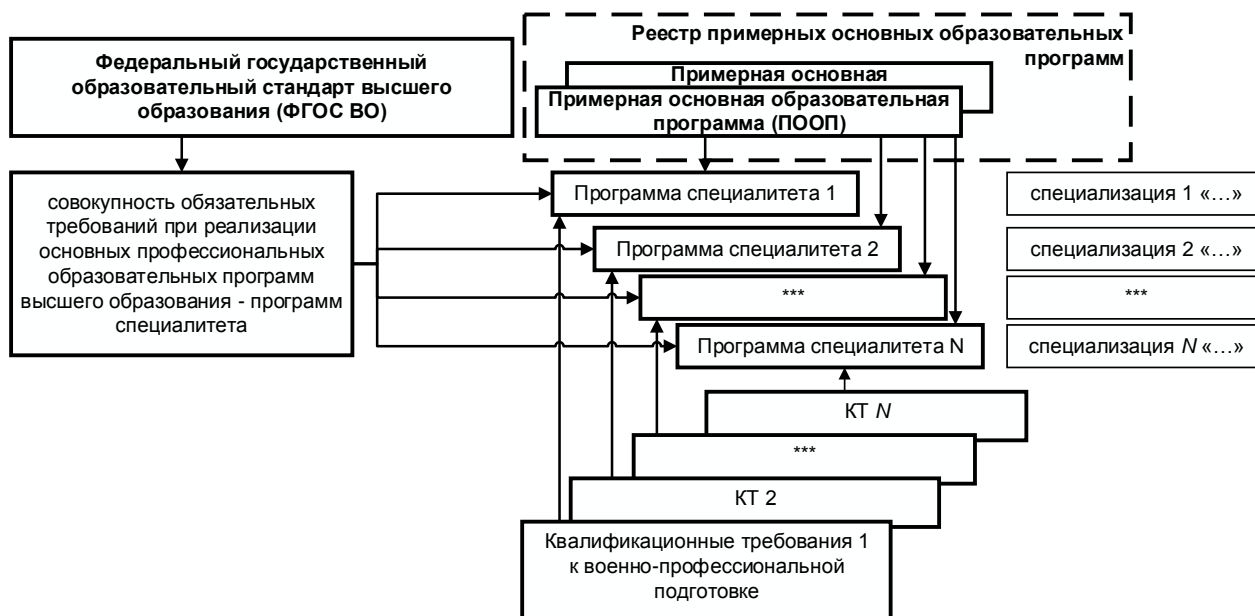 Федеральный государственный
образовательный стандарт высшего
образования (ФГОС ВО)
Реестр примерных основных образовательных
программ
Примерная основная
Примерная основная образовательная
программа (ПООП)
совокупность обязательных
требований при реализации
основных профессиональных
образовательных программ
высшего образования - программ
специалитета
Программа специалитета 1
специализация 1 «…»
Программа специалитета 2
специализация 2 «…»
***
***
Программа специалитета N
специализация N «…»
КТ N
***
КТ 2
Квалификационные требования 1
к военно-профессиональной
подготовке